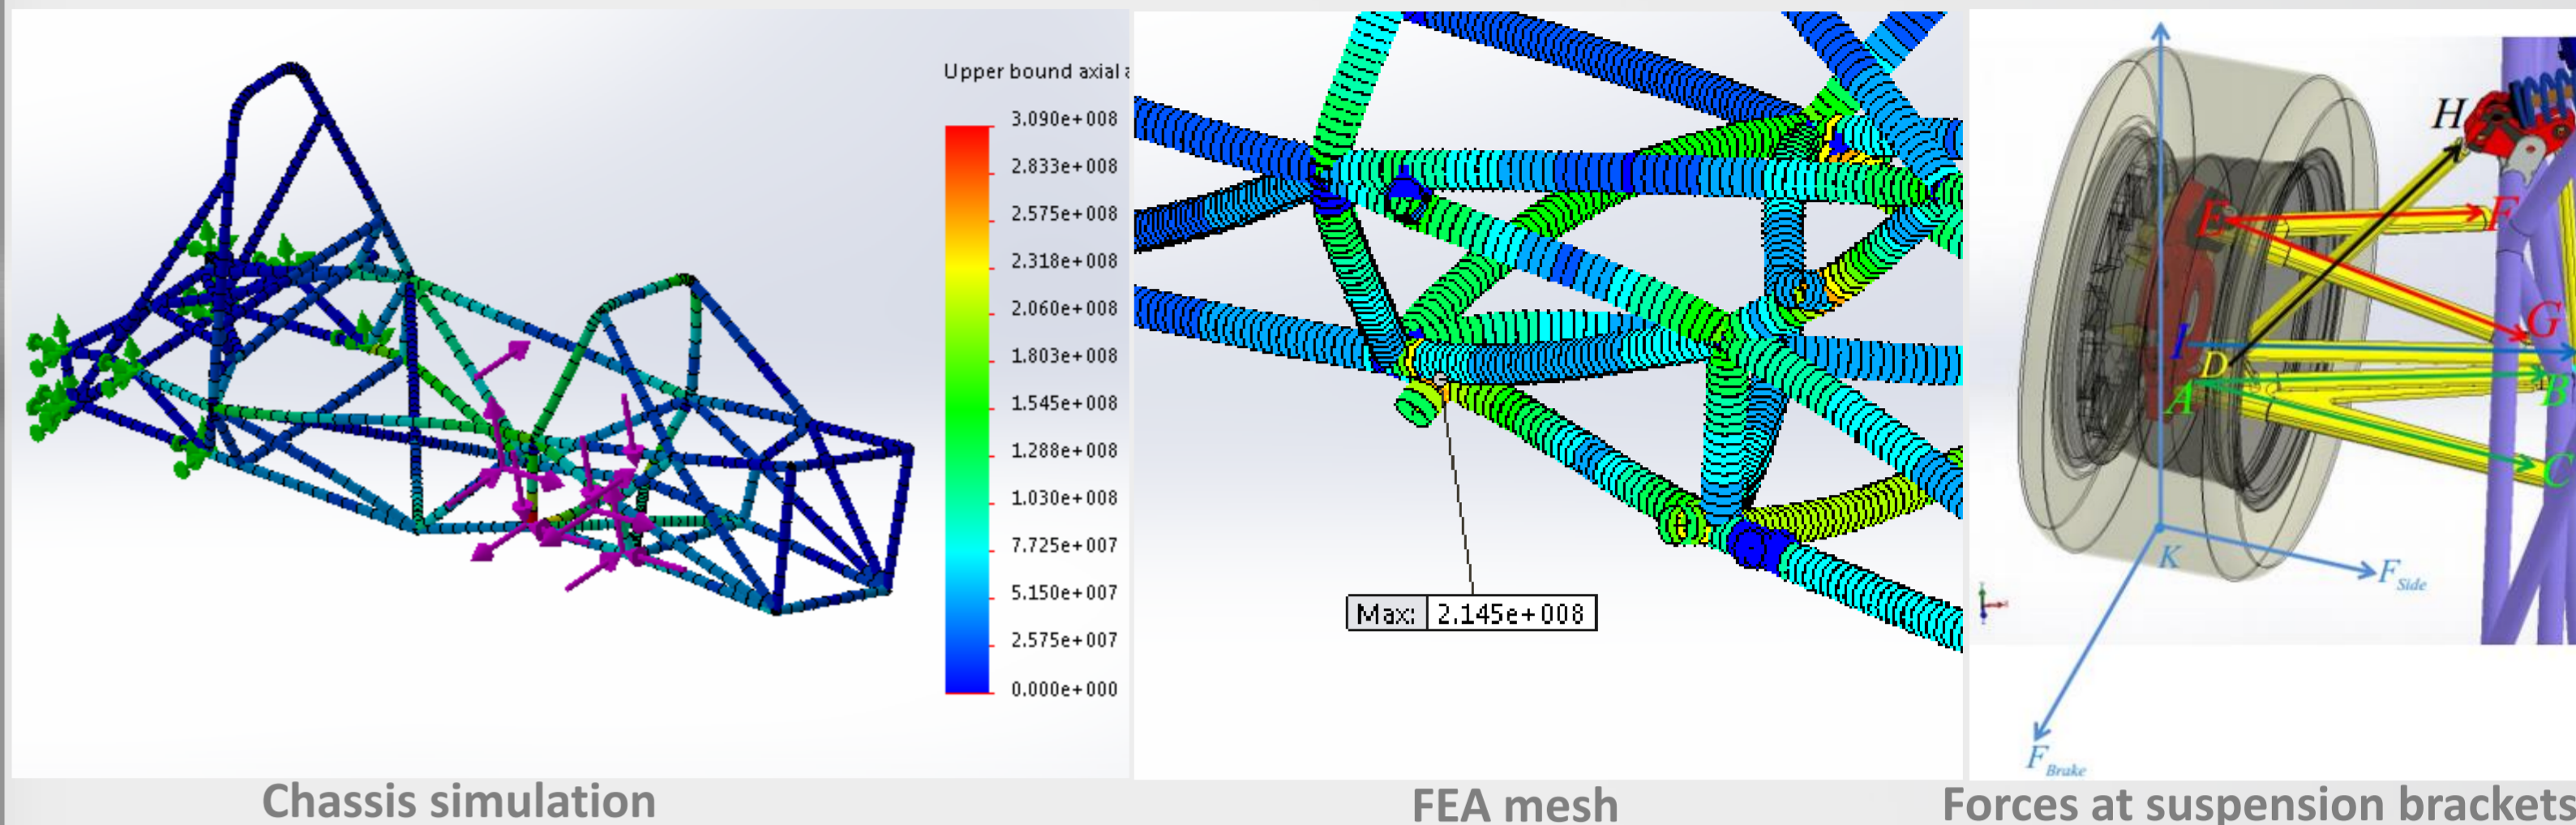 Upper bound axial a
3.090e+008
2.833e+008
2.575e+008
2.318e+008
2.060e+008
1.803e+008
1.545e+008
1.288e+008
1.030e+008
7.725e+007
5.150e+007
2.575e+007
0.000e+000
Max: 2.145e+008
H
E
F
G
I
D
A
B
C
K
F Side
F Brake
Chassis simulation
FEA mesh
Forces at suspension brackets